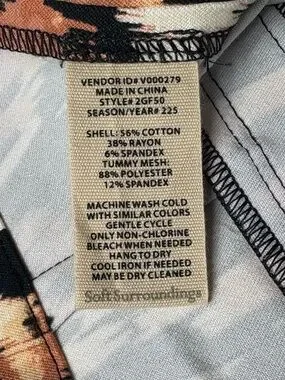 VENDOR ID# V000279
MADE IN CHINA
STYLE# 2GF50
SEASON/YEAR# 225
SHELL: 56% COTTON
38% RAYON
6% SPANDEX
TUMMY MESH:
88% POLYESTER
12% SPANDEX
MACHINE WASH COLD
WITH SIMILAR COLORS
GENTLE CYCLE
ONLY NON-CHLORINE
BLEACH WHEN NEEDED
HANG TO DRY
COOL IRON IF NEEDED
MAY BE DRY CLEANED
Soft Surroundings